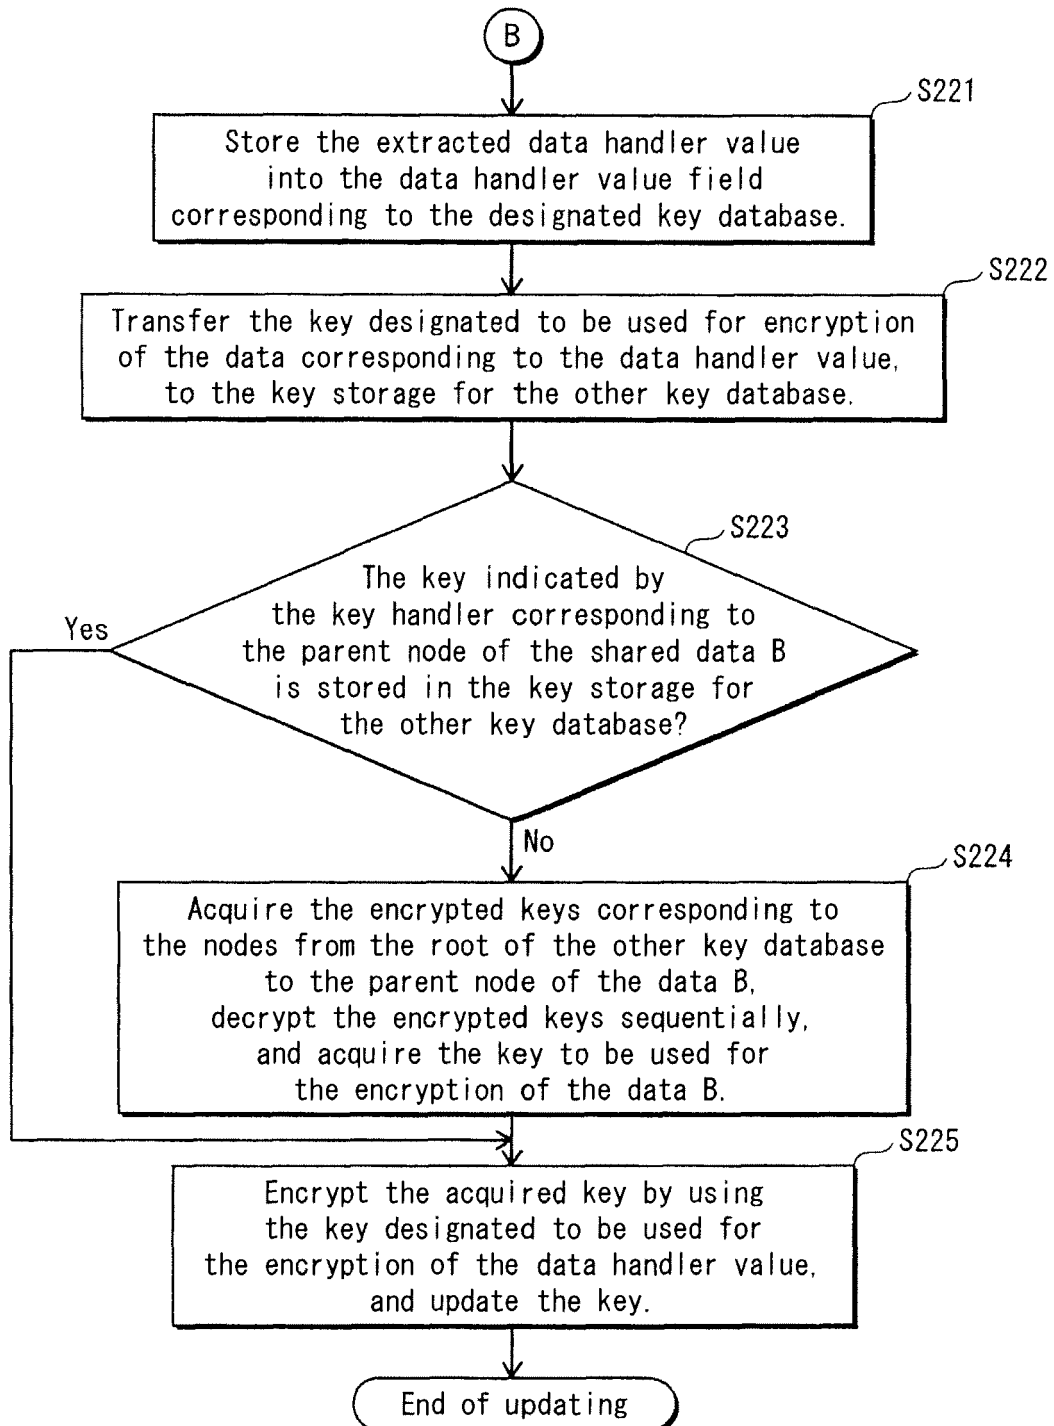 B
S221
Store the extracted data handler value
into the data handler value field
corresponding to the designated key database.
S222
Transfer the key designated to be used for encryption
of the data corresponding to the data handler value,
to the key storage for the other key database.
S223
The key indicated by
the key handler corresponding to
the parent node of the shared data B
is stored in the key storage for
the other key database?
Yes
No
S224
Acquire the encrypted keys corresponding to
the nodes from the root of the other key database
to the parent node of the data B,
decrypt the encrypted keys sequentially,
and acquire the key to be used for
the encryption of the data B.
S225
Encrypt the acquired key by using
the key designated to be used for
the encryption of the data handler value,
and update the key.
End of updating